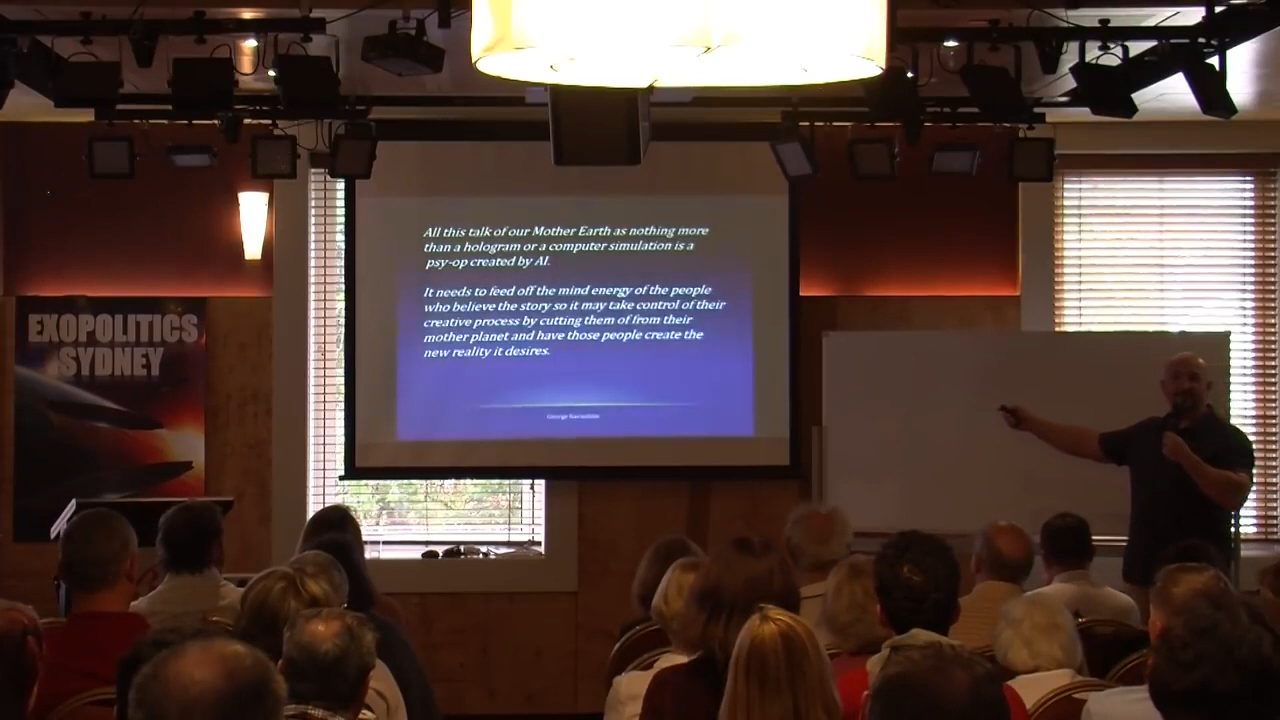 EXOPOLITICS
SYDNEY
All this talk of our Mother Earth as nothing more
than a hologram or a computer simulation is a
psy-op created by AI.
It needs to feed off the mind energy of the people
who believe the story so it may take control of their
creative process by cutting them of from their
mother planet and have those people create the
new reality it desires.
George